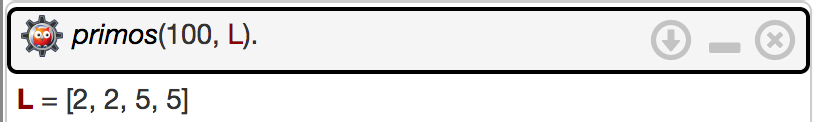 primos(100, L).
L = [2, 2, 5, 5]